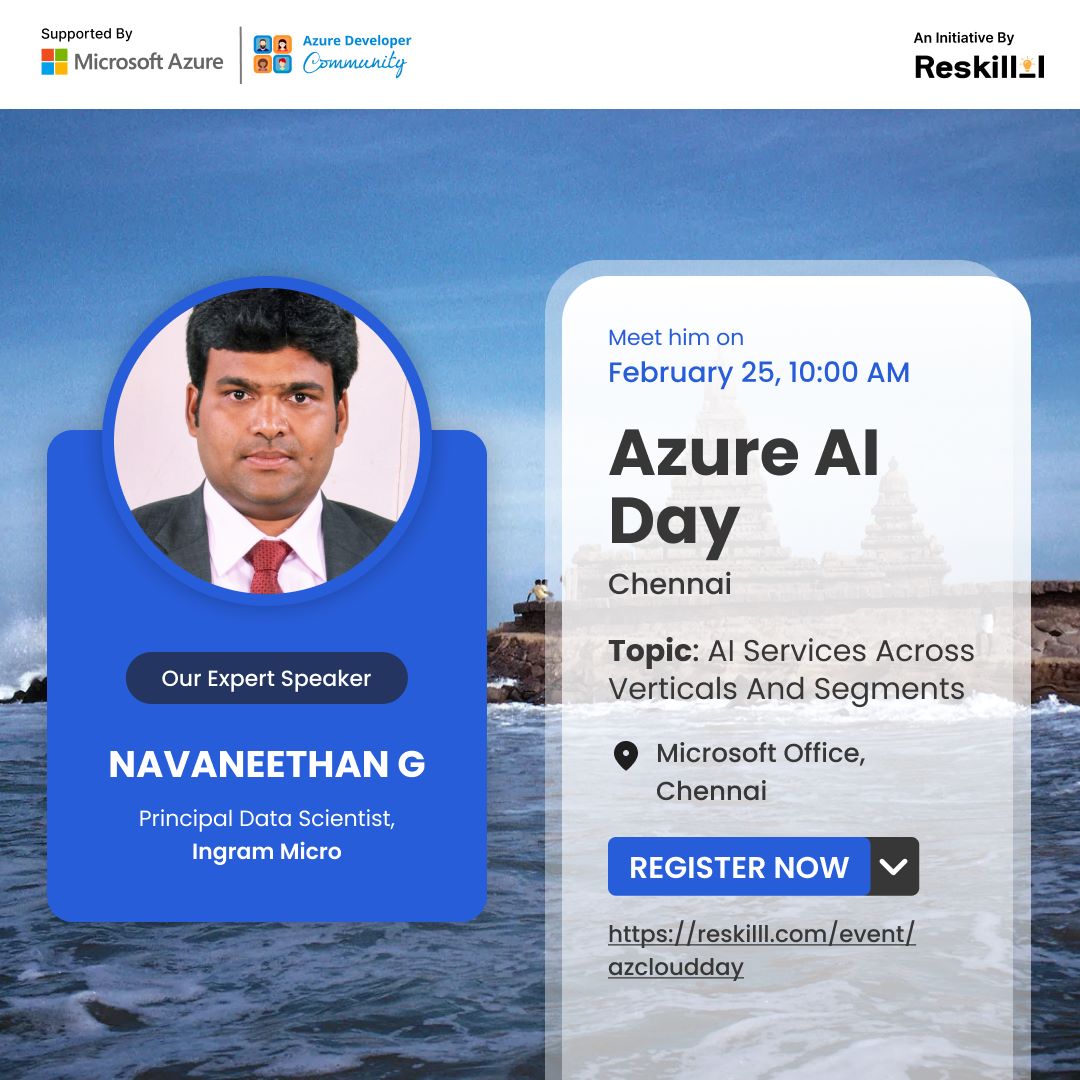 Supported By
Microsoft Azure
Azure Developer
Community
An Initiative By
Reskilll
Our Expert Speaker
NAVANEETHAN G
Principal Data Scientist,
Ingram Micro
Meet him on
February 25, 10:00 AM
Azure AI
Day
Chennai
Topic: AI Services Across
Verticals And Segments
Microsoft Office,
Chennai
REGISTER NOW
https://reskilll.com/event/
azcloudday